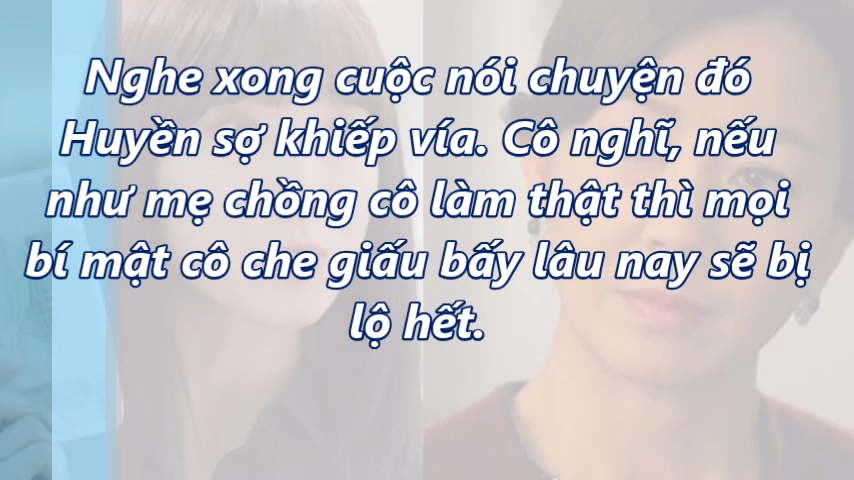 Nghe xong cuộc nói chuyện đó
Huyền sợ khiếp vía. Cô nghĩ, nếu
như mẹ chồng cô làm thật thì mọi
bí mật cô che giấu bấy lâu nay sẽ bị
lộ hết.